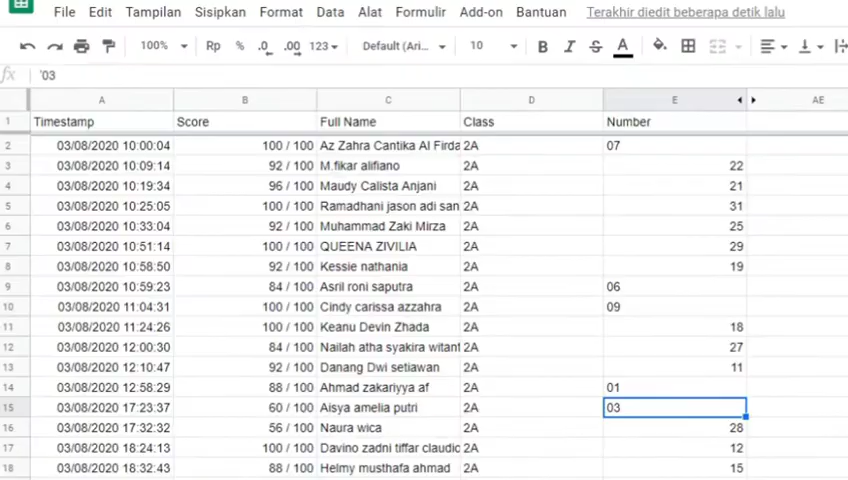 File Edit Tampilan Sisipkan Format Data Alat Formulir Add-on Bantuan Terakhir diedit beberapa detik lalu
100% Rp % .0 .00 123 Default (Ari... 10 B I S A
fx '03
A B C D E AE
1 Timestamp Score Full Name Class Number
2 03/08/2020 10:00:04 100 / 100 Az Zahra Cantika Al Firda 2A 07
3 03/08/2020 10:09:14 92 / 100 M.fikar alifiano 2A 22
4 03/08/2020 10:19:34 96 / 100 Maudy Calista Anjani 2A 21
5 03/08/2020 10:25:05 100 / 100 Ramadhani jason adi san 2A 31
6 03/08/2020 10:33:04 92 / 100 Muhammad Zaki Mirza 2A 25
7 03/08/2020 10:51:14 100 / 100 QUEENA ZIVILIA 2A 29
8 03/08/2020 10:58:50 92 / 100 Kessie nathania 2A 19
9 03/08/2020 10:59:23 84 / 100 Asril roni saputra 2A 06
10 03/08/2020 11:04:31 100 / 100 Cindy carissa azzahra 2A 09
11 03/08/2020 11:24:26 100 / 100 Keanu Devin Zhada 2A 18
12 03/08/2020 12:00:30 84 / 100 Nailah atha syakira witant 2A 27
13 03/08/2020 12:10:47 92 / 100 Danang Dwi setiawan 2A 11
14 03/08/2020 12:58:29 88 / 100 Ahmad zakariyya af 2A 01
15 03/08/2020 17:23:37 60 / 100 Aisya amelia putri 2A 03
16 03/08/2020 17:32:32 56 / 100 Naura wica 2A 28
17 03/08/2020 18:24:13 100 / 100 Davino zadni tiffar claudic 2A 12
18 03/08/2020 18:32:43 88 / 100 Helmy musthafa ahmad 2A 15